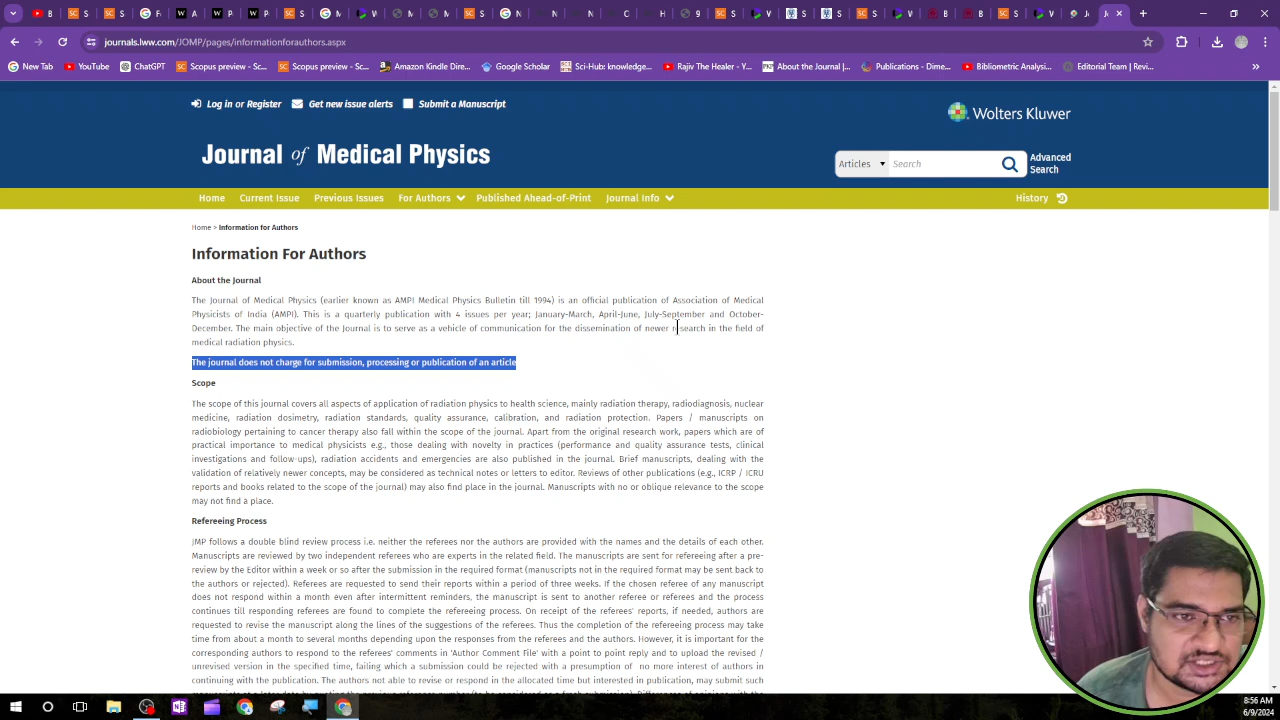 B
S
S
W
W
W
S
W
P
W
P
S
S
G
M
W
M
M
S
G
N
N
C
N
9
S
V
S
S
S
V
B
B
S
V
J
journals.lww.com/JOMP/pages/informationforauthors.aspx
New Tab YouTube ChatGPT Scopus preview - Sco... Scopus preview - Sco... Amazon Kindle Dire... Google Scholar Sci-Hub: knowledge... Rajiv The Healer - Yo... About the Journal |... Publications - Dime... Bibliometric Analysi... Editorial Team | Revi...
Log in or Register Get new issue alerts Submit a Manuscript
Wolters Kluwer
Journal of Medical Physics
Articles Search Advanced Search
Home Current Issue Previous Issues For Authors Published Ahead-of-Print Journal Info History
Home > Information for Authors
Information For Authors
About the Journal
The Journal of Medical Physics (earlier known as AMPI Medical Physics Bulletin till 1994) is an official publication of Association of Medical
Physicists of India (AMPI). This is a quarterly publication with 4 issues per year; January-March, April-June, July-September and October-
December. The main objective of the Journal is to serve as a vehicle of communication for the dissemination of newer research in the field of
medical radiation physics.
The journal does not charge for submission, processing or publication of an article
Scope
The scope of this journal covers all aspects of application of radiation physics to health science, mainly radiation therapy, radiodiagnosis, nuclear
medicine, radiation dosimetry, radiation standards, quality assurance, calibration, and radiation protection. Papers / manuscripts on
radiobiology pertaining to cancer therapy also fall within the scope of the journal. Apart from the original research work, papers which are of
practical importance to medical physicists e.g., those dealing with novelty in practices (performance and quality assurance tests, clinical
investigations and follow-ups), radiation accidents and emergencies are also published in the journal. Brief manuscripts, dealing with the
validation of relatively newer concepts, may be considered as technical notes or letters to editor. Reviews of other publications (e.g., ICRP / ICRU
reports and books related to the scope of the journal) may also find place in the journal. Manuscripts with no or oblique relevance to the scope
may not find a place.
Refereeing Process
JMP follows a double blind review process i.e. neither the referees nor the authors are provided with the names and the details of each other.
Manuscripts are reviewed by two independent referees who are experts in the related field. The manuscripts are sent for refereeing after a pre-
review by the Editor within a week or so after the submission in the required format (manuscripts not in the required format may be sent back to
the authors or rejected). Referees are requested to send their reports within a period of three weeks. If the chosen referee of any manuscript
does not respond within a month even after intermittent reminders, the manuscript is sent to another referee or referees and the process
continues till responding referees are found to complete the refereeing process. On receipt of the referees' reports, if needed, authors are
requested to revise the manuscript along the lines of the suggestions of the referees. Thus the completion of the refereeing process may take
time from about a month to several months depending upon the responses from the referees and the authors. However, it is important for the
corresponding authors to respond to the referees' comments in 'Author Comment File' with a point to point reply and to upload the revised /
unrevised version in the specified time, failing which a submission could be rejected with a presumption of no more interest of authors in
continuing with the publication. The authors not able to revise or respond in the allocated time but interested in publication, may submit such
8:56 AM
6/9/2024